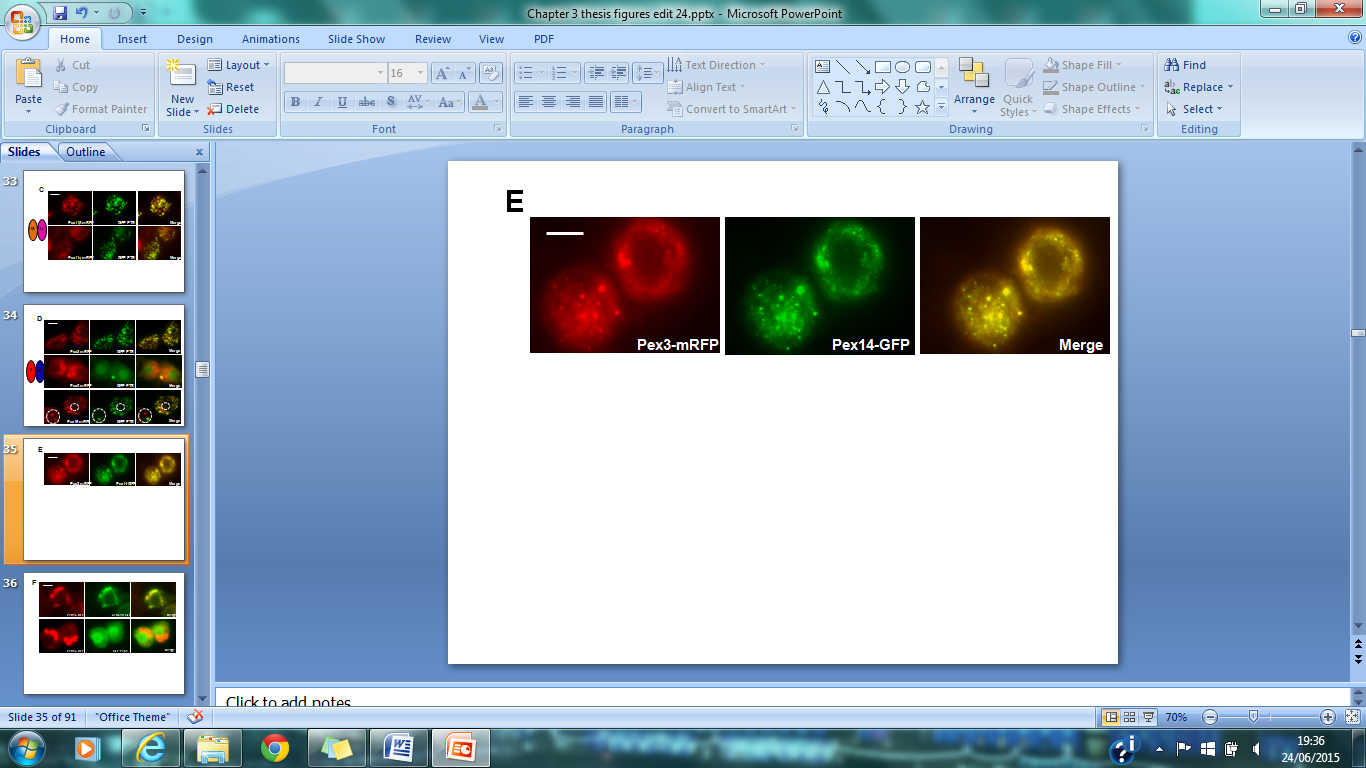 Chapter 3 thesis figures edit 24.pptx - Microsoft PowerPoint
Home Insert Design Animations Slide Show Review View PDF
Paste
Cut
Copy
Format Painter
Clipboard
New Slide
Layout
Reset
Delete
Slides
16
B I U abc S AV Aa A
Font
Text Direction
Align Text
Convert to SmartArt
Paragraph
Arrange
Quick Styles
Shape Fill
Shape Outline
Shape Effects
Drawing
Find
Replace
Select
Editing
Slides Outline x
33
C
Merge
34
D
35
E
36
F
E
Pex3-mRFP Pex14-GFP Merge
Click to add notes
Slide 35 of 91 "Office Theme" 70%
19:36
24/06/2015